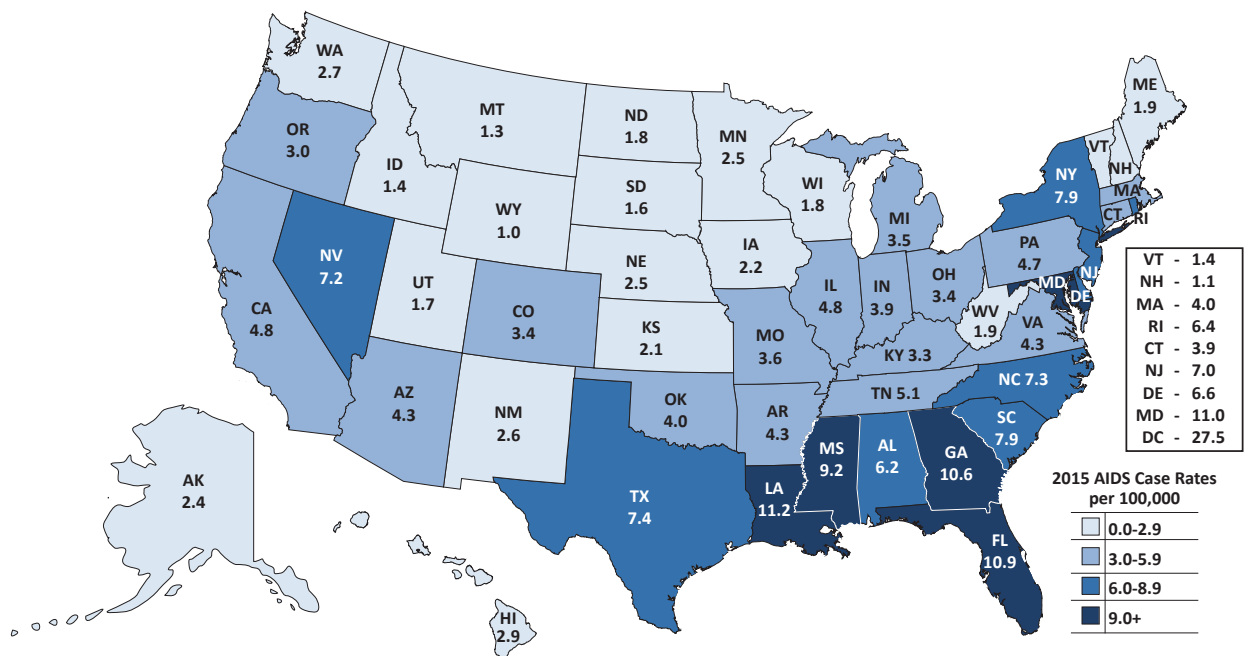 WA
2.7
OR
3.0
CA
4.8
NV
7.2
ID
1.4
MT
1.3
WY
1.0
UT
1.7
AZ
4.3
CO
3.4
NM
2.6
ND
1.8
SD
1.6
NE
2.5
KS
2.1
OK
4.0
TX
7.4
MN
2.5
IA
2.2
MO
3.6
AR
4.3
LA
11.2
WI
1.8
IL
4.8
MI
3.5
IN
3.9
OH
3.4
KY 3.3
TN 5.1
MS
9.2
AL
6.2
GA
10.6
FL
10.9
SC
7.9
NC 7.3
VA
4.3
WV
1.9
PA
4.7
NY
7.9
ME
1.9
VT
NH
MA
CT
RI
NJ
MD
DE
AK
2.4
HI
2.9
VT - 1.4
NH - 1.1
MA - 4.0
RI - 6.4
CT - 3.9
NJ - 7.0
DE - 6.6
MD - 11.0
DC - 27.5
2015 AIDS Case Rates
per 100,000
0.0-2.9
3.0-5.9
6.0-8.9
9.0+